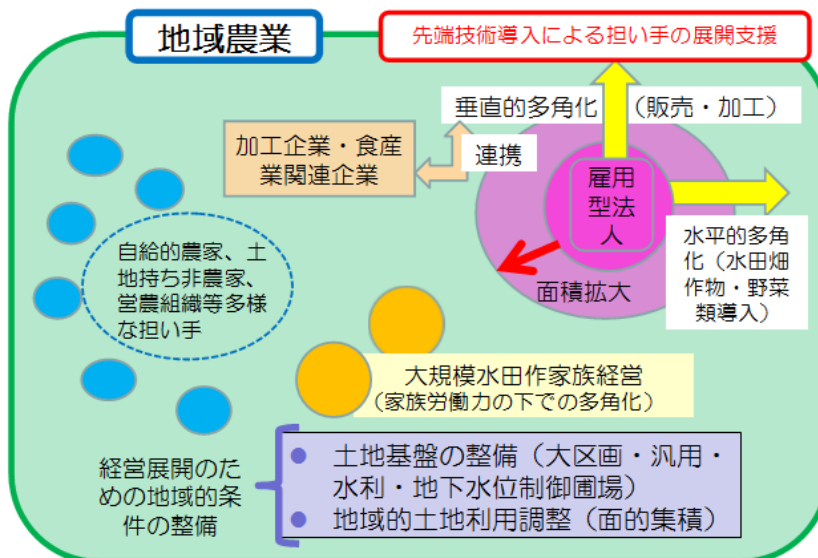 地域農業
先端技術導入による担い手の展開支援
垂直的多角化 （販売・加工）
加工企業・食産
業関連企業
連携
雇用
型法
人
水平的多角
化（水田畑
作物・野菜
類導入）
面積拡大
自給的農家、土
地持ち非農家、
営農組織等多様
な担い手
大規模水田作家族経営
（家族労働力の下での多角化）
経営展開のた
めの地域的条
件の整備
● 土地基盤の整備（大区画・汎用・
水利・地下水位制御圃場）
● 地域的土地利用調整（面的集積）